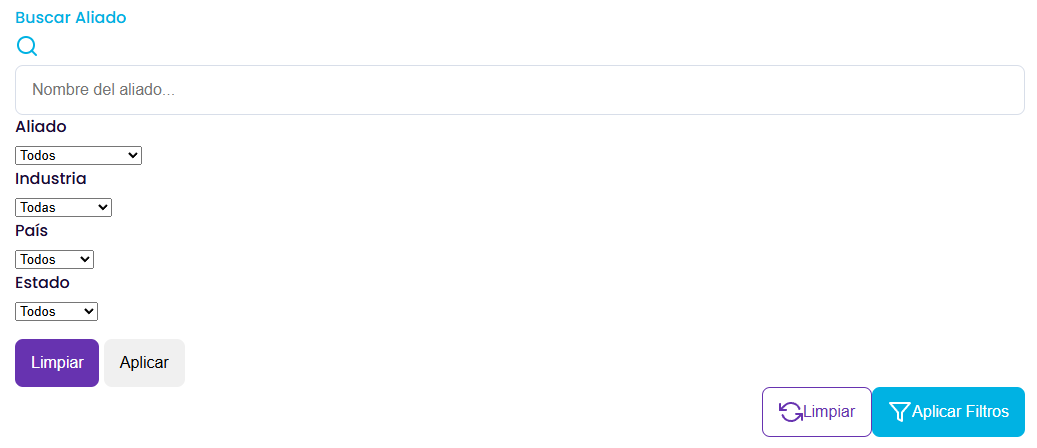 Buscar Aliado
Nombre del aliado...
Aliado
Todos
Industria
Todas
País
Todos
Estado
Todos
Limpiar Aplicar
Limpiar Aplicar Filtros